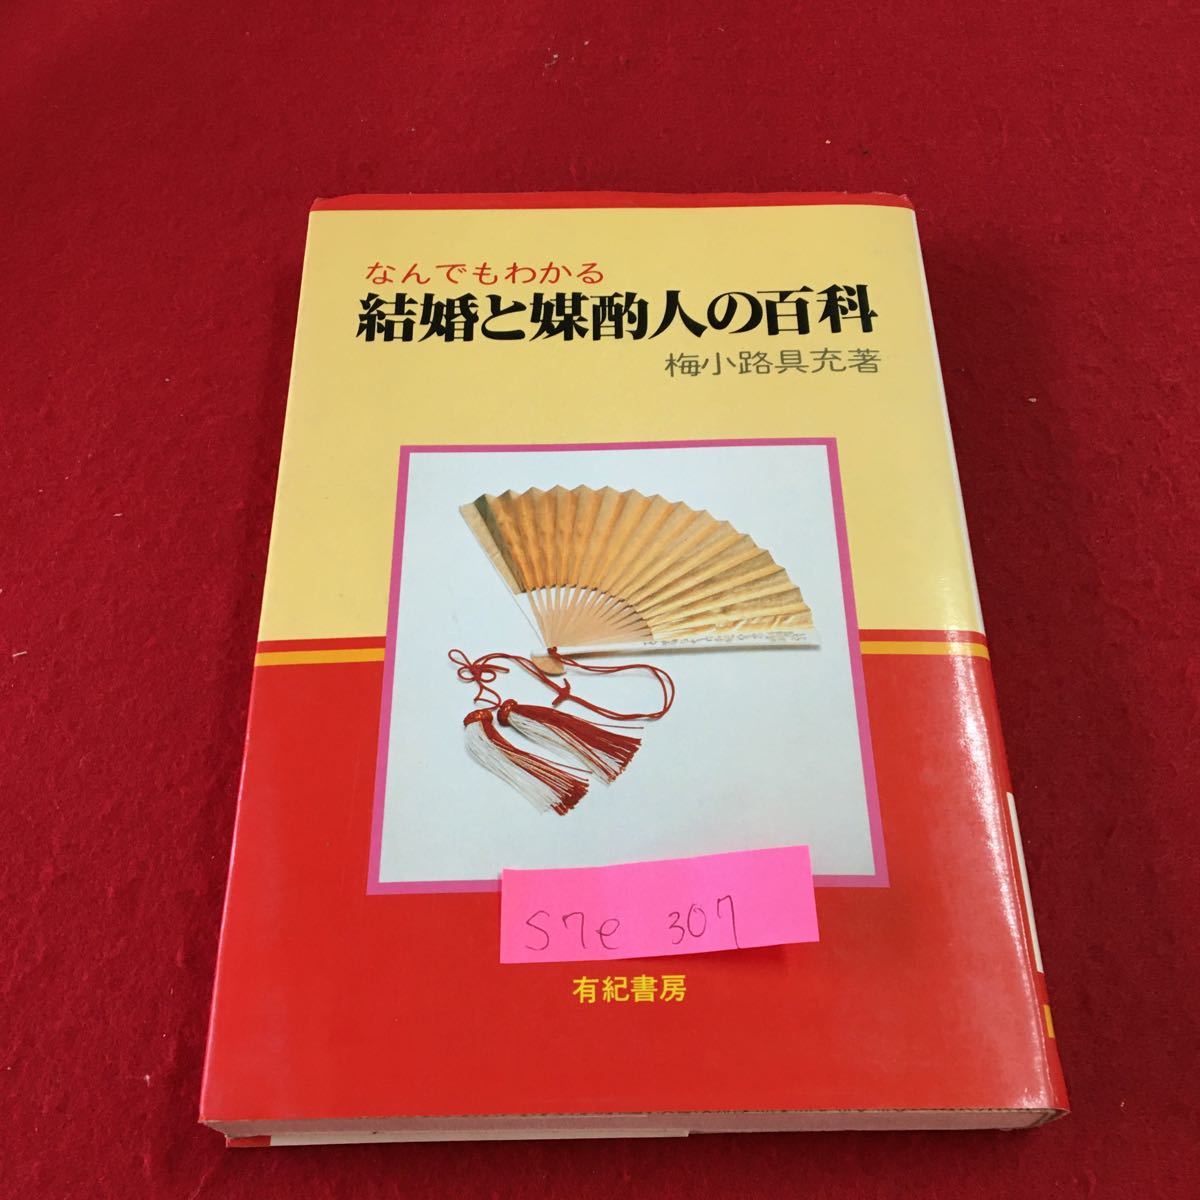 なんでもわかる
結婚と媒酌人の百科
梅小路具充著
S7e 307
有紀書房